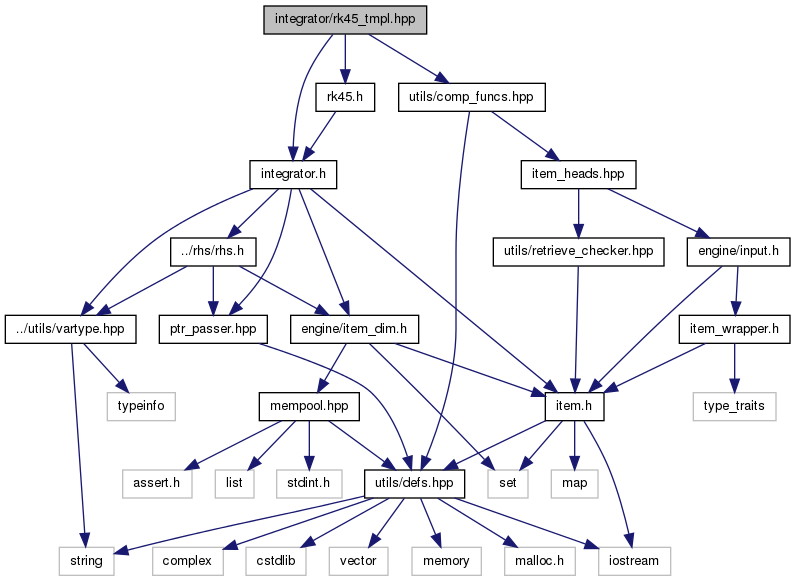 integrator/rk45_tmpl.hpp
rk45.h
utils/comp_funcs.hpp
integrator.h
item_heads.hpp
../rhs/rhs.h
utils/retrieve_checker.hpp
engine/input.h
../utils/vartype.hpp
ptr_passer.hpp
engine/item_dim.h
item_wrapper.h
typeinfo
mempool.hpp
item.h
type_traits
assert.h
list
stdint.h
utils/defs.hpp
set
map
string
complex
cstdlib
vector
memory
malloc.h
iostream